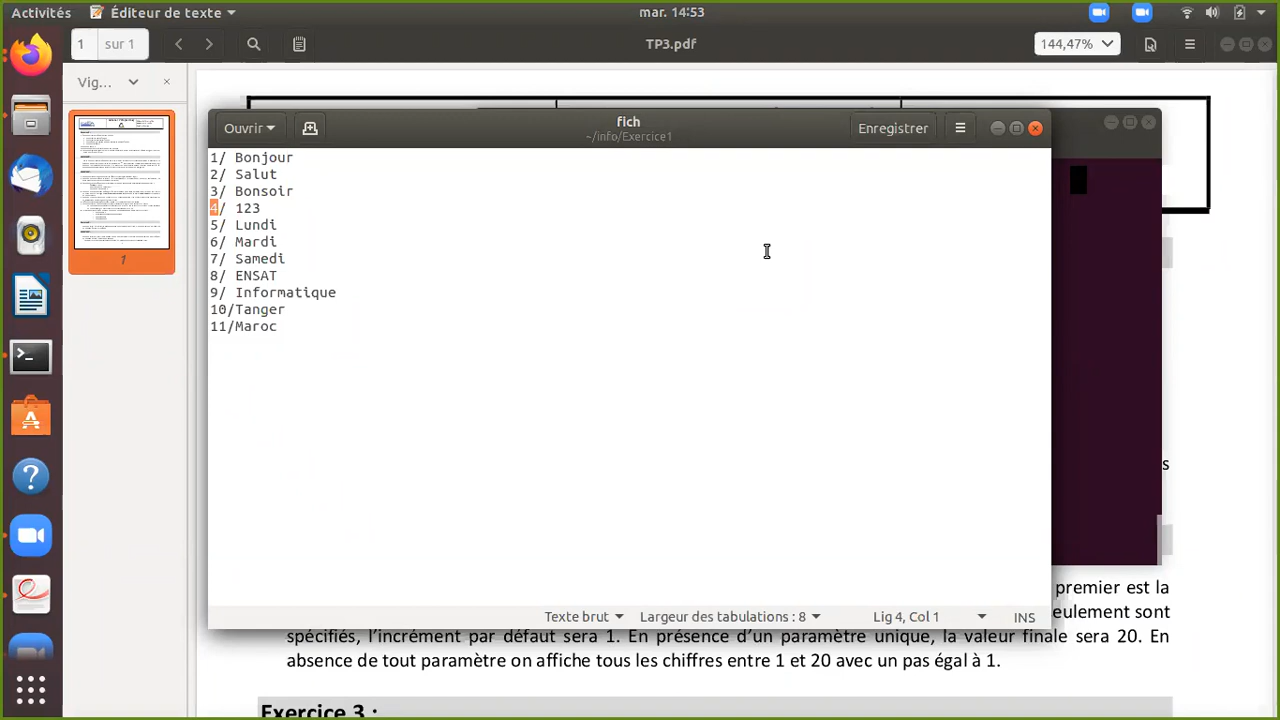 Activités
Éditeur de texte
mar. 14:53
1 sur 1
TP3.pdf
144,47%
Vig...
1
Ouvrir
fich
~/info/Exercice1
Enregistrer
1/ Bonjour
2/ Salut
3/ Bonsoir
4/ 123
5/ Lundi
6/ Mardi
7/ Samedi
8/ ENSAT
9/ Informatique
10/Tanger
11/Maroc
s
premier est la
Texte brut
Largeur des tabulations : 8
Lig 4, Col 1
INS
eulement sont
spécifiés, l’incrément par défaut sera 1. En présence d’un paramètre unique, la valeur finale sera 20. En
absence de tout paramètre on affiche tous les chiffres entre 1 et 20 avec un pas égal à 1.
Exercice 3 :